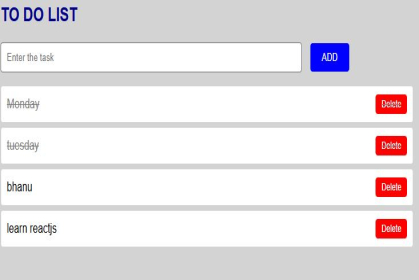 TO DO LIST
Enter the task
ADD
Monday
Delete
tuesday
Delete
bhanu
Delete
learn reactjs
Delete